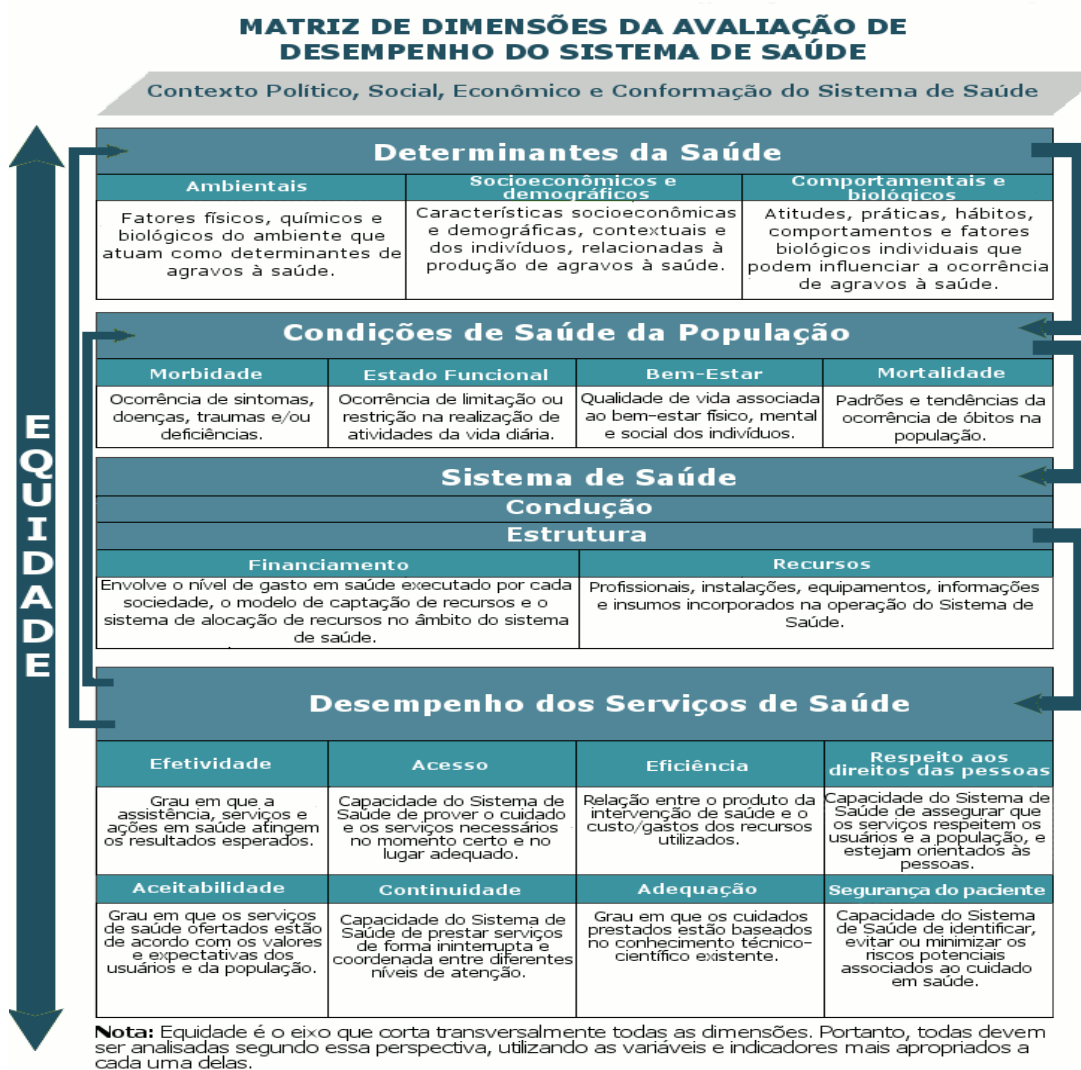 MATRIZ DE DIMENSÕES DA AVALIAÇÃO DE
DESEMPENHO DO SISTEMA DE SAÚDE
Contexto Político, Social, Econômico e Conformação do Sistema de Saúde
EQUIDADE
Determinantes da Saúde
Ambientais
Fatores físicos, químicos e
biológicos do ambiente que
atuam como determinantes de
agravos à saúde.
Socioeconômicos e
demográficos
Características socioeconômicas
e demográficas, contextuais e
dos indivíduos, relacionadas à
produção de agravos à saúde.
Comportamentais e
biológicos
Atitudes, práticas, hábitos,
comportamentos e fatores
biológicos individuais que
podem influenciar a ocorrência
de agravos à saúde.
Condições de Saúde da População
Morbidade
Ocorrência de sintomas,
doenças, traumas e/ou
deficiências.
Estado Funcional
Ocorrência de limitação ou
restrição na realização de
atividades da vida diária.
Bem-Estar
Qualidade de vida associada
ao bem-estar físico, mental
e social dos indivíduos.
Mortalidade
Padrões e tendências da
ocorrência de óbitos na
população.
Sistema de Saúde
Condução
Estrutura
Financiamento
Envolve o nível de gasto em saúde executado por cada
sociedade, o modelo de captação de recursos e o
sistema de alocação de recursos no âmbito do sistema
de saúde.
Recursos
Profissionais, instalações, equipamentos, informações
e insumos incorporados na operação do Sistema de
Saúde.
Desempenho dos Serviços de Saúde
Efetividade
Grau em que a
assistência, serviços e
ações em saúde atingem
os resultados esperados.
Acesso
Capacidade do Sistema de
Saúde de prover o cuidado
e os serviços necessários
no momento certo e no
lugar adequado.
Eficiência
Relação entre o produto da
intervenção de saúde e o
custo/gastos dos recursos
utilizados.
Respeito aos
direitos das pessoas
Capacidade do Sistema de
Saúde de assegurar que
os serviços respeitem os
usuários e a população, e
estejam orientados às
pessoas.
Aceitabilidade
Grau em que os serviços
de saúde ofertados estão
de acordo com os valores
e expectativas dos
usuários e da população.
Continuidade
Capacidade do Sistema de
Saúde de prestar serviços
de forma ininterrupta e
coordenada entre diferentes
níveis de atenção.
Adequação
Grau em que os cuidados
prestados estão baseados
no conhecimento técnico-
científico existente.
Segurança do paciente
Capacidade do Sistema
de Saúde de identificar,
evitar ou minimizar os
riscos potenciais
associados ao cuidado
em saúde.
Nota: Equidade é o eixo que corta transversalmente todas as dimensões. Portanto, todas devem
ser analisadas segundo essa perspectiva, utilizando as variáveis e indicadores mais apropriados a
cada uma delas.